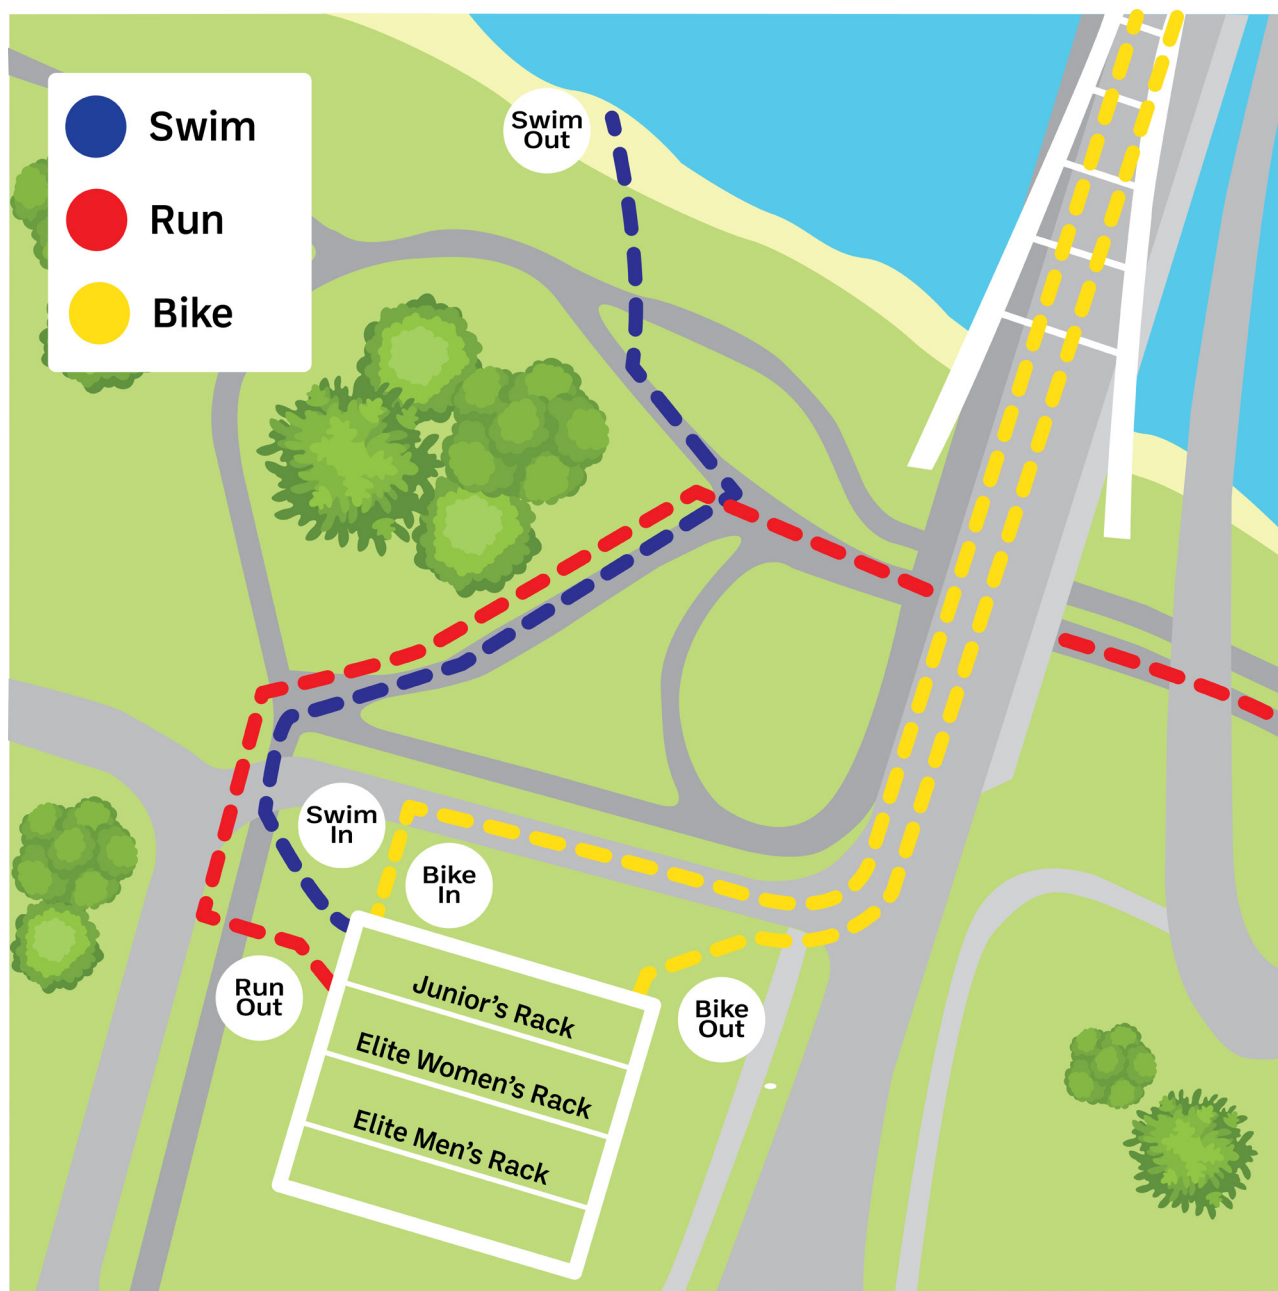 Swim
Run
Bike
Swim
Out
Swim
In
Bike
In
Run
Out
Bike
Out
Junior's Rack
Elite Women's Rack
Elite Men's Rack